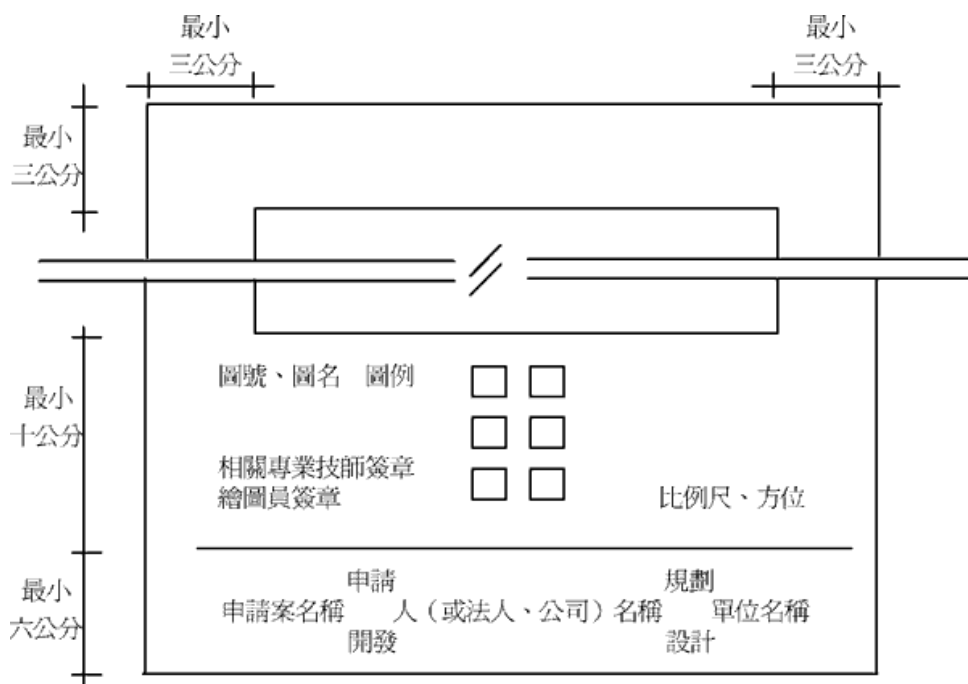 最小
三公分
最小
三公分
最小
三公分
圖號、圖名 圖例
最小
十公分
相關專業技師簽章
繪圖員簽章
比例尺、方位
最小
六公分
申請 規劃
申請案名稱 人（或法人、公司）名稱 單位名稱
開發 設計